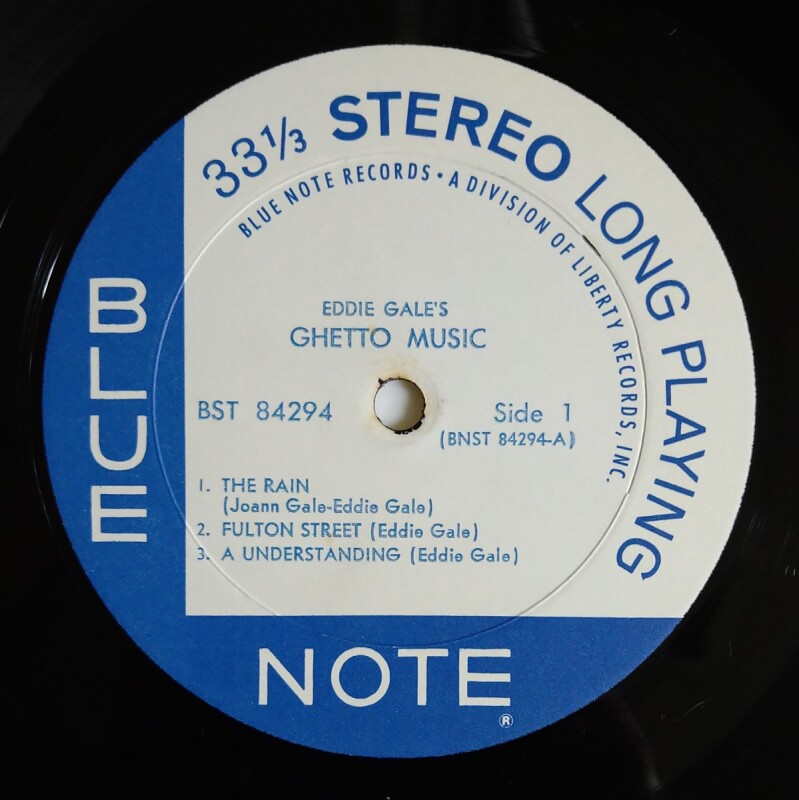 33⅓ STEREO LONG PLAYING
BLUE NOTE RECORDS • A DIVISION OF LIBERTY RECORDS, INC.
EDDIE GALE'S
GHETTO MUSIC
BST 84294
Side 1
(BNST 84294-A)
1. THE RAIN
(Joann Gale-Eddie Gale)
2. FULTON STREET (Eddie Gale)
3. A UNDERSTANDING (Eddie Gale)
BLUE
NOTE
®